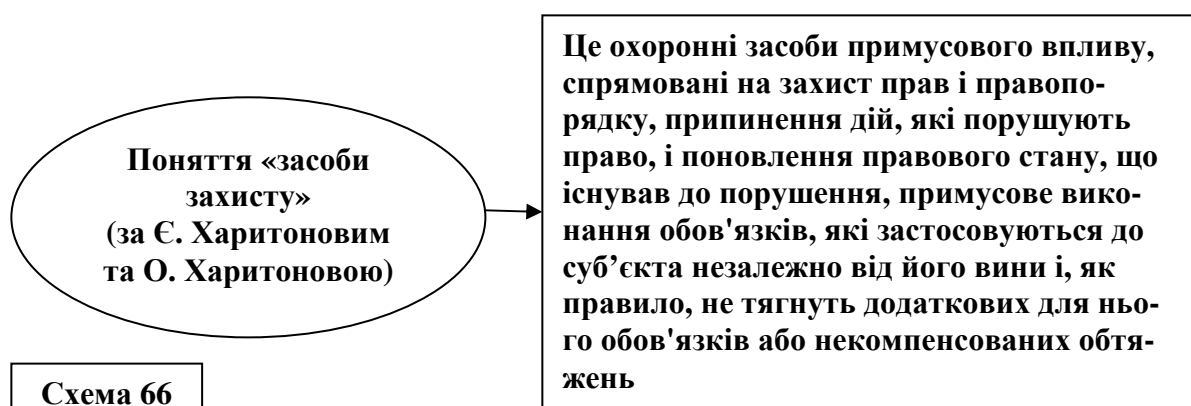 Поняття «засоби
захисту»
(за Є. Харитоновим
та О. Харитоновою)
Це охоронні засоби примусового впливу,
спрямовані на захист прав і правопо-
рядку, припинення дій, які порушують
право, і поновлення правового стану, що
існував до порушення, примусове вико-
нання обов'язків, які застосовуються до
суб’єкта незалежно від його вини і, як
правило, не тягнуть додаткових для ньо-
го обов'язків або некомпенсованих обтя-
жень
Схема 66